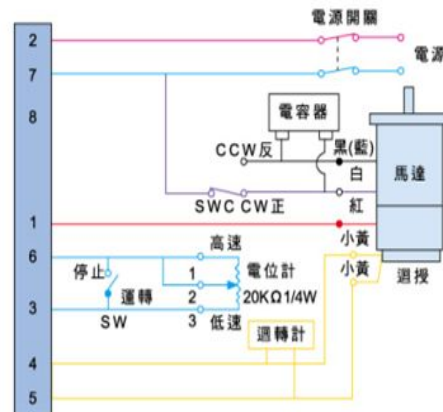 電源開關
2
電源
7
8
電容器
CCW反
黑(藍)
白
馬達
SWC CW正
紅
1
小黃
6
高速
停止
1
電位計
小黃
運轉
2
20KΩ1/4W
迴授
3
SW
3
低速
迴轉計
4
5